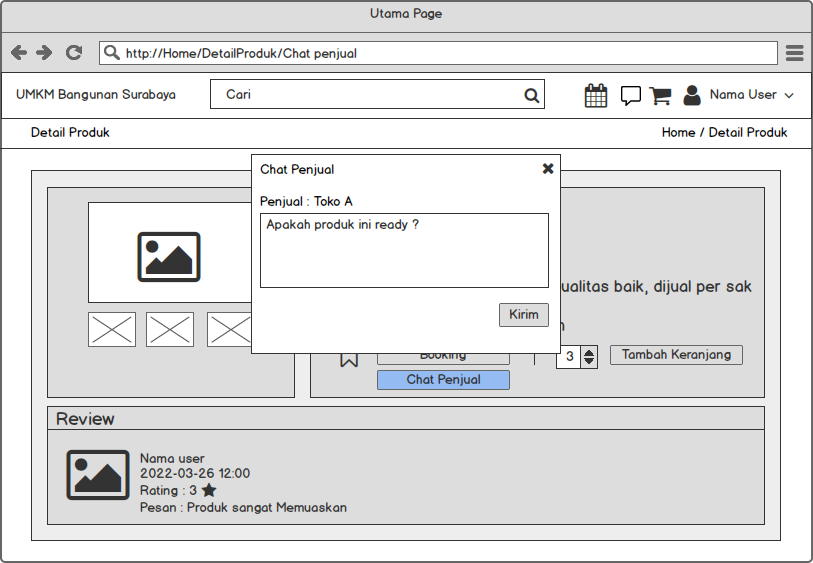 Utama Page
http://Home/DetailProduk/Chat penjual
UMKM Bangunan Surabaya
Cari
Nama User
Detail Produk
Home / Detail Produk
Chat Penjual
Penjual : Toko A
Apakah produk ini ready ?
Kirim
kualitas baik, dijual per sak
Booking
3
Tambah Keranjang
Chat Penjual
Review
Nama user
2022-03-26 12:00
Rating : 3
Pesan : Produk sangat Memuaskan